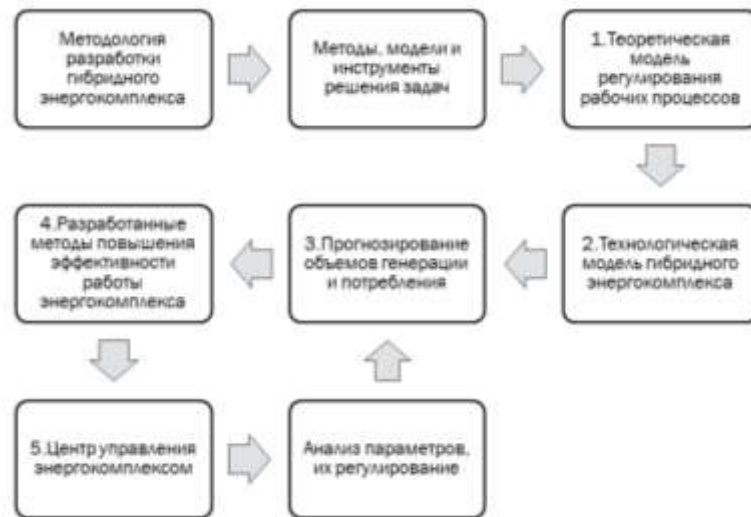 Методология
разработки
гибридного
энергокомплекса
Методы, модели и
инструменты
решения задач
1.Теоретическая
модель
регулирования
рабочих процессов
2.Технологическая
модель гибридного
энергокомплекса
3.Прогнозирование
объемов генерации
и потребления
4.Разработанные
методы повышения
эффективности
работы
энергокомплекса
5.Центр управления
энергокомплексом
Анализ параметров,
их регулирование